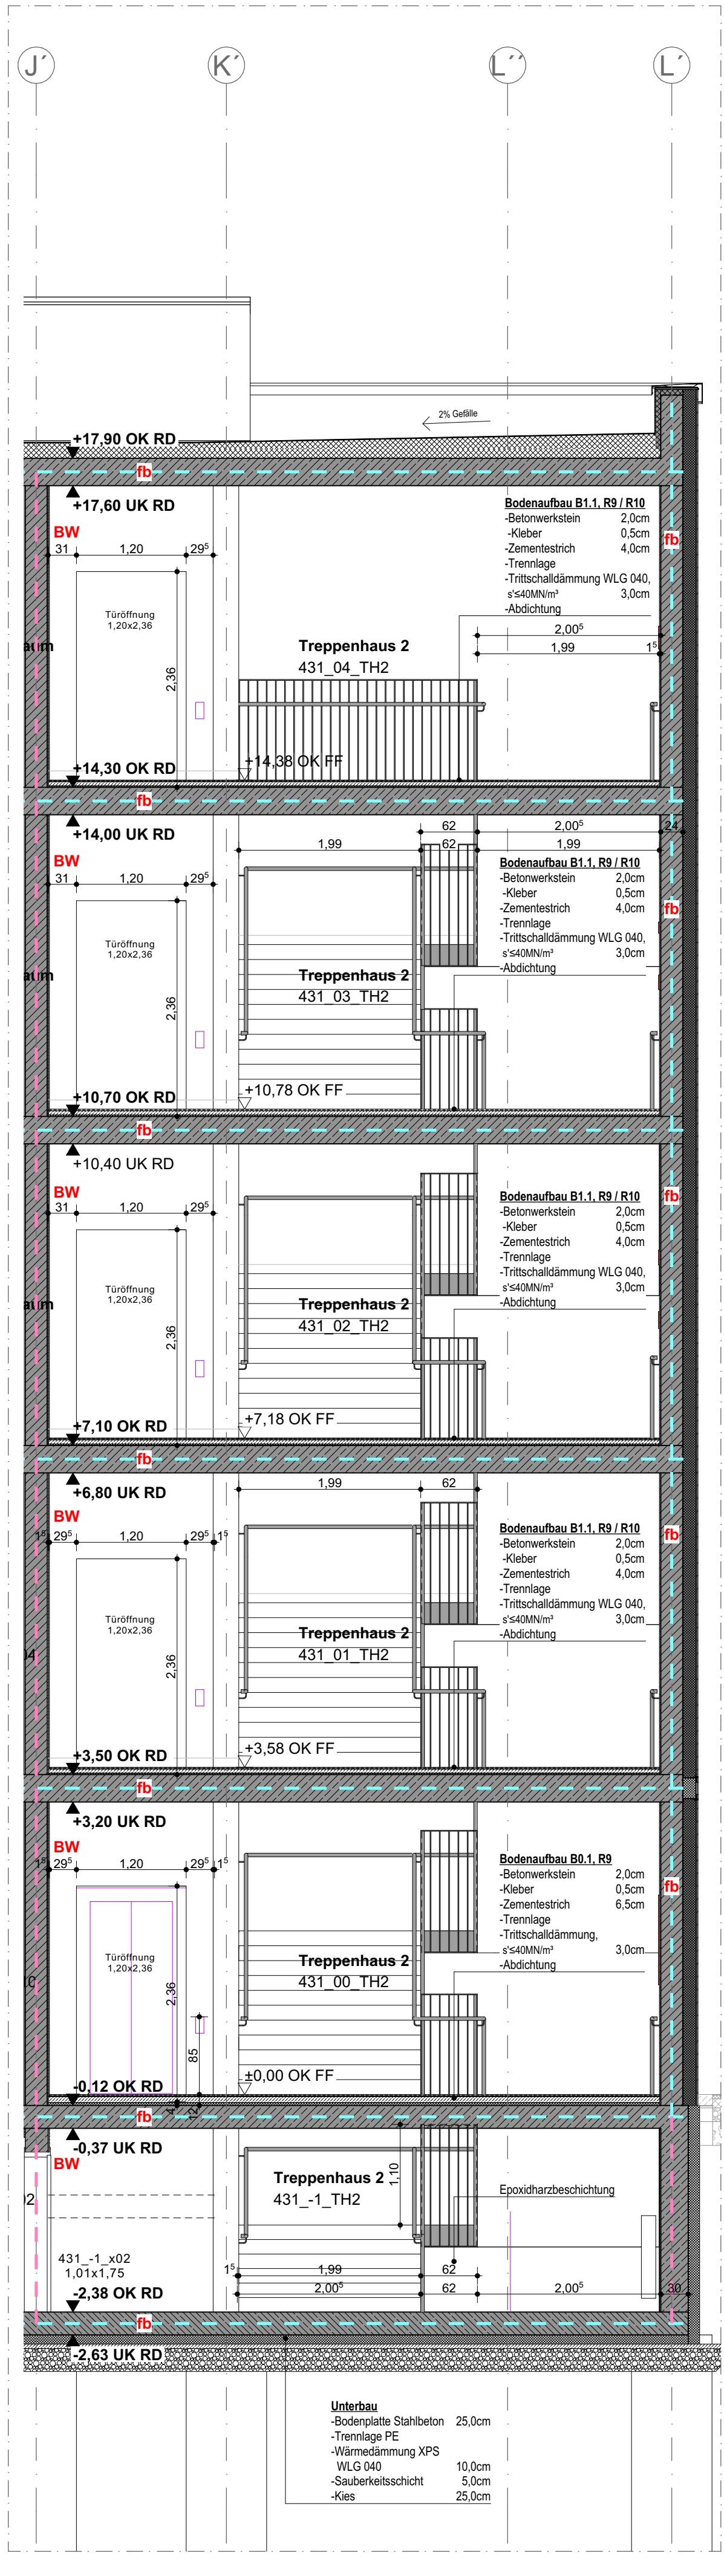 J´ K´ L´´ L´
2% Gefälle
+17,90 OK RD
fb
+17,60 UK RD
BW
31 1,20 29⁵
Türöffnung
1,20x2,36
2,36
Bodenaufbau B1.1, R9 / R10
-Betonwerkstein 2,0cm
-Kleber 0,5cm
-Zementestrich 4,0cm
-Trennlage
-Trittschalldämmung WLG 040,
s'≤40MN/m³ 3,0cm
-Abdichtung
fb
2,00⁵
1,99 1⁵
Treppenhaus 2
431_04_TH2
+14,38 OK FF
+14,30 OK RD
fb
+14,00 UK RD
62 2,00⁵ 24
1,99 62 1,99
BW
31 1,20 29⁵
Türöffnung
1,20x2,36
2,36
Bodenaufbau B1.1, R9 / R10
-Betonwerkstein 2,0cm
-Kleber 0,5cm
-Zementestrich 4,0cm
-Trennlage
-Trittschalldämmung WLG 040,
s'≤40MN/m³ 3,0cm
-Abdichtung
fb
Treppenhaus 2
431_03_TH2
+10,78 OK FF
+10,70 OK RD
fb
+10,40 UK RD
BW
31 1,20 29⁵
Türöffnung
1,20x2,36
2,36
Bodenaufbau B1.1, R9 / R10
-Betonwerkstein 2,0cm
-Kleber 0,5cm
-Zementestrich 4,0cm
-Trennlage
-Trittschalldämmung WLG 040,
s'≤40MN/m³ 3,0cm
-Abdichtung
fb
Treppenhaus 2
431_02_TH2
+7,18 OK FF
+7,10 OK RD
fb
+6,80 UK RD
1,99 62
BW
1⁵ 29⁵ 1,20 29⁵ 1⁵
Türöffnung
1,20x2,36
2,36
Bodenaufbau B1.1, R9 / R10
-Betonwerkstein 2,0cm
-Kleber 0,5cm
-Zementestrich 4,0cm
-Trennlage
-Trittschalldämmung WLG 040,
s'≤40MN/m³ 3,0cm
-Abdichtung
fb
Treppenhaus 2
431_01_TH2
+3,58 OK FF
+3,50 OK RD
fb
+3,20 UK RD
BW
1⁵ 29⁵ 1,20 29⁵ 1⁵
Türöffnung
1,20x2,36
2,36
85
Bodenaufbau B0.1, R9
-Betonwerkstein 2,0cm
-Kleber 0,5cm
-Zementestrich 6,5cm
-Trennlage
-Trittschalldämmung,
s'≤40MN/m³ 3,0cm
-Abdichtung
fb
Treppenhaus 2
431_00_TH2
±0,00 OK FF
-0,12 OK RD
4 12
fb
-0,37 UK RD
BW
Treppenhaus 2
431_-1_TH2
1,10
Epoxidharzbeschichtung
431_-1_x02
1,01x1,75
1⁵ 1,99 62
2,00⁵ 62 2,00⁵ 30
-2,38 OK RD
fb
-2,63 UK RD
Unterbau
-Bodenplatte Stahlbeton 25,0cm
-Trennlage PE
-Wärmedämmung XPS
WLG 040 10,0cm
-Sauberkeitsschicht 5,0cm
-Kies 25,0cm